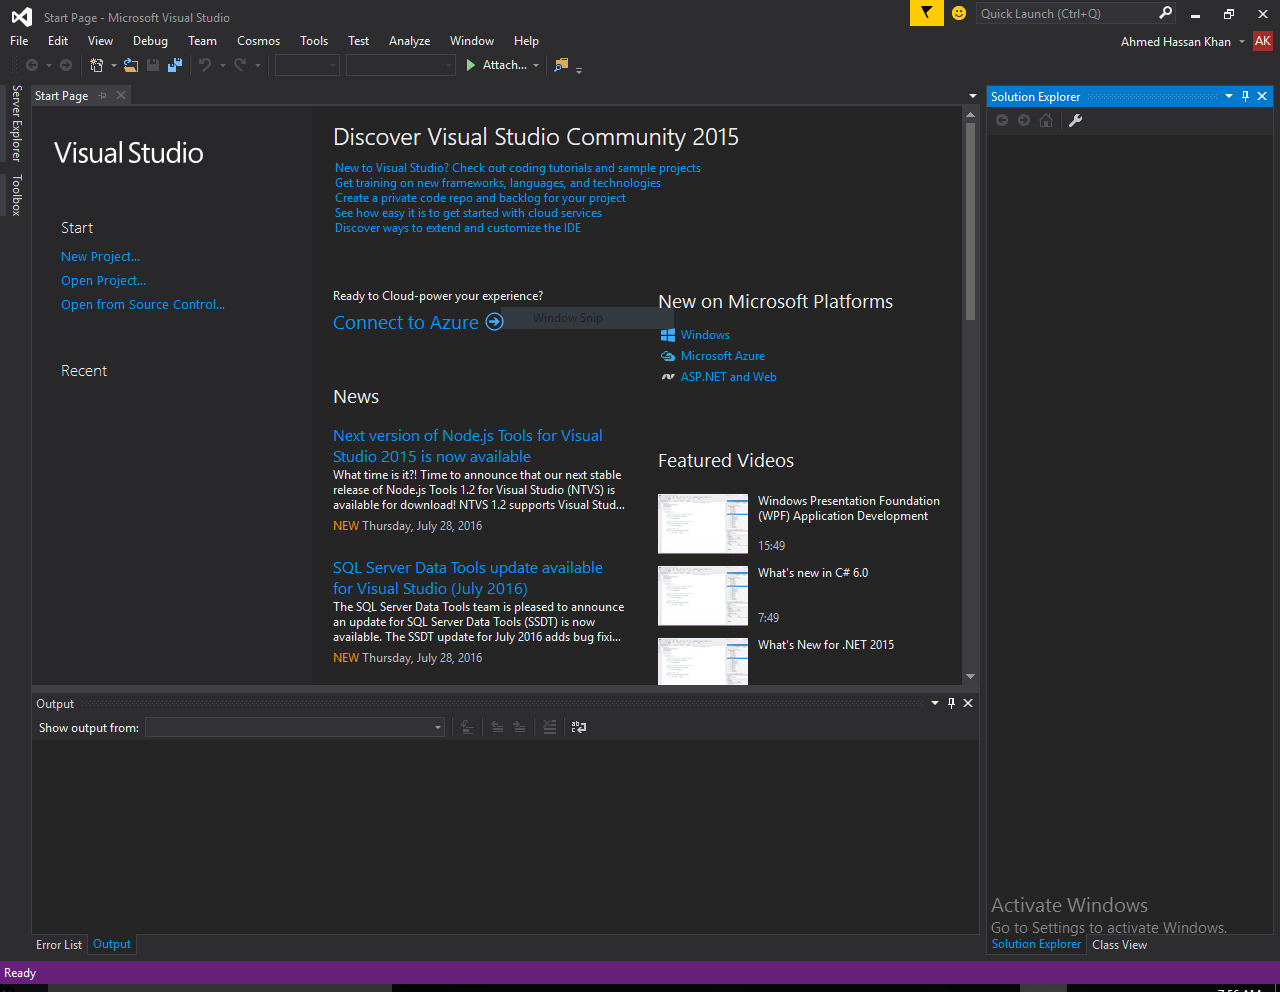 Start Page - Microsoft Visual Studio
Quick Launch (Ctrl+Q)
File Edit View Debug Team Cosmos Tools Test Analyze Window Help
Ahmed Hassan Khan AK
Attach...
Server Explorer
Toolbox
Start Page
Visual Studio
Start
New Project...
Open Project...
Open from Source Control...
Recent
Discover Visual Studio Community 2015
New to Visual Studio? Check out coding tutorials and sample projects
Get training on new frameworks, languages, and technologies
Create a private code repo and backlog for your project
See how easy it is to get started with cloud services
Discover ways to extend and customize the IDE
Ready to Cloud-power your experience?
Connect to Azure
Window Snip
News
Next version of Node.js Tools for Visual
Studio 2015 is now available
What time is it?! Time to announce that our next stable
release of Node.js Tools 1.2 for Visual Studio (NTVS) is
available for download! NTVS 1.2 supports Visual Stud...
NEW Thursday, July 28, 2016
SQL Server Data Tools update available
for Visual Studio (July 2016)
The SQL Server Data Tools team is pleased to announce
an update for SQL Server Data Tools (SSDT) is now
available. The SSDT update for July 2016 adds bug fixi...
NEW Thursday, July 28, 2016
New on Microsoft Platforms
Windows
Microsoft Azure
ASP.NET and Web
Featured Videos
Windows Presentation Foundation
(WPF) Application Development
15:49
What's new in C# 6.0
7:49
What's New for .NET 2015
Solution Explorer
Output
Show output from:
Error List Output
Activate Windows
Go to Settings to activate Windows.
Solution Explorer Class View
Ready